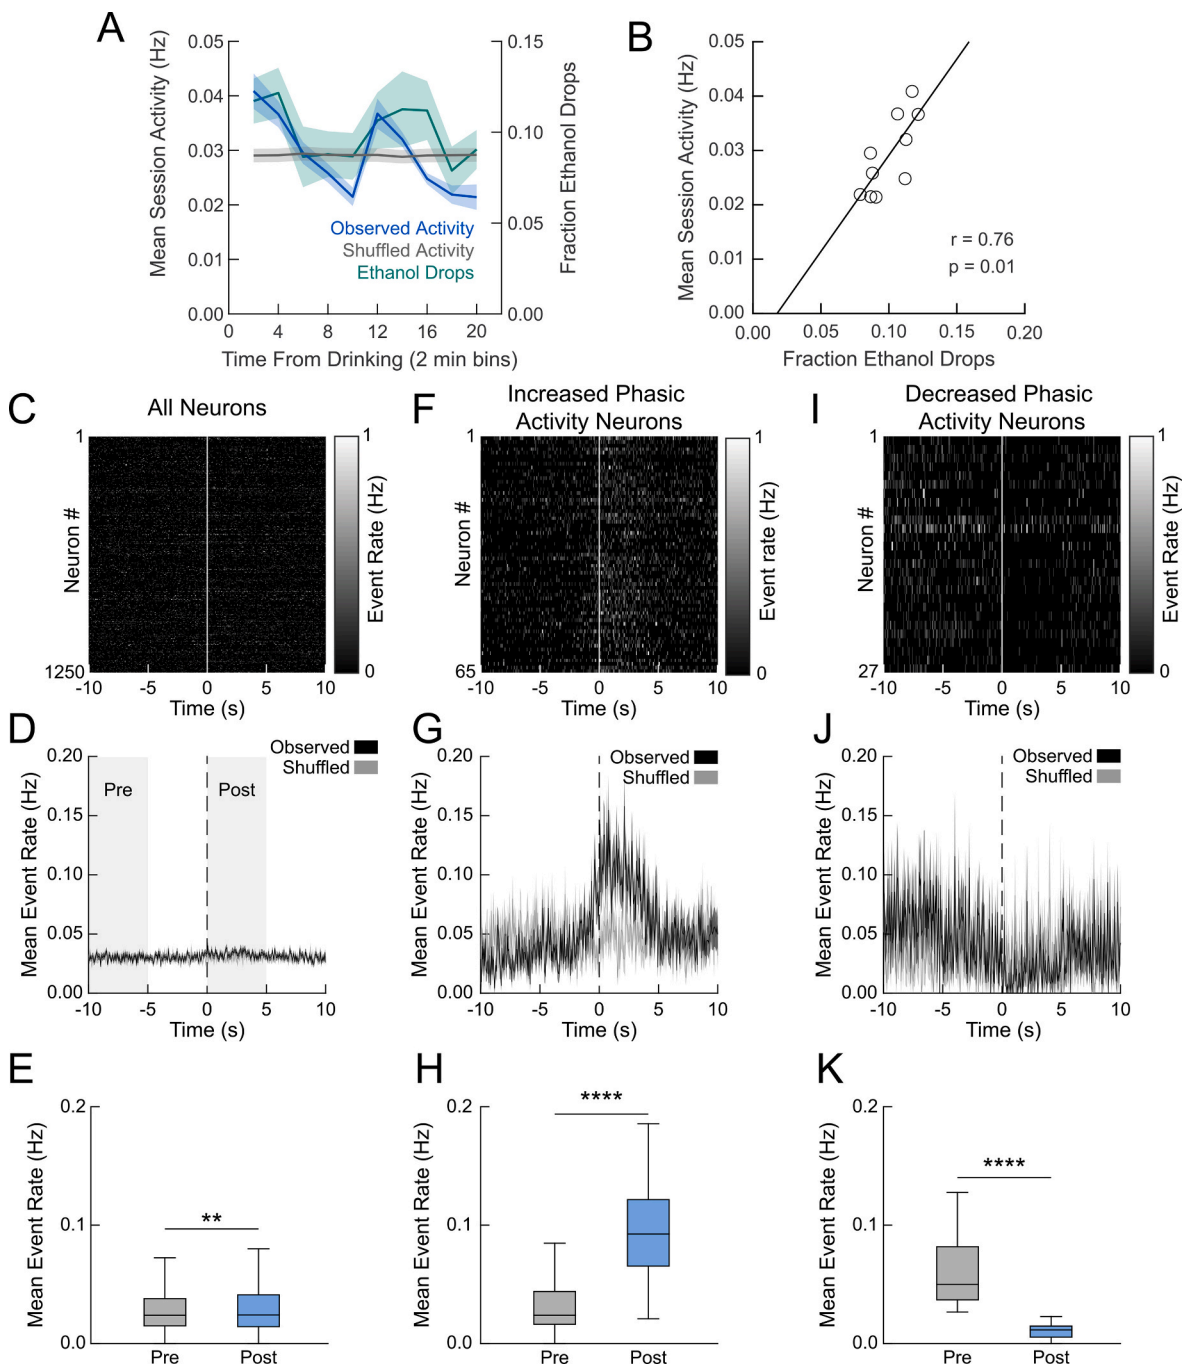 A
0.05
0.04
0.03
0.02
0.01
0.00
Mean Session Activity (Hz)
0.15
0.10
0.05
0.00
Fraction Ethanol Drops
Observed Activity
Shuffled Activity
Ethanol Drops
0 4 8 12 16 20
Time From Drinking (2 min bins)
B
0.05
0.04
0.03
0.02
0.01
0.00
Mean Session Activity (Hz)
r = 0.76
p = 0.01
0 0.05 0.10 0.15 0.20
Fraction Ethanol Drops
C
All Neurons
1
1250
Neuron #
-10 -5 0 5 10
Time (s)
1
0
Event Rate (Hz)
F
Increased Phasic
Activity Neurons
1
65
Neuron #
-10 -5 0 5 10
Time (s)
1
0
Event rate (Hz)
I
Decreased Phasic
Activity Neurons
1
27
Neuron #
-10 -5 0 5 10
Time (s)
1
0
Event Rate (Hz)
D
0.20
0.15
0.10
0.05
0.00
Mean Event Rate (Hz)
Observed
Shuffled
Pre
Post
-10 -5 0 5 10
Time (s)
G
0.20
0.15
0.10
0.05
0.00
Mean Event Rate (Hz)
Observed
Shuffled
-10 -5 0 5 10
Time (s)
J
0.20
0.15
0.10
0.05
0.00
Mean Event Rate (Hz)
Observed
Shuffled
-10 -5 0 5 10
Time (s)
E
0.2
0.1
0.0
Mean Event Rate (Hz)
**
Pre Post
H
0.2
0.1
0.0
Mean Event Rate (Hz)
****
Pre Post
K
0.2
0.1
0.0
Mean Event Rate (Hz)
****
Pre Post